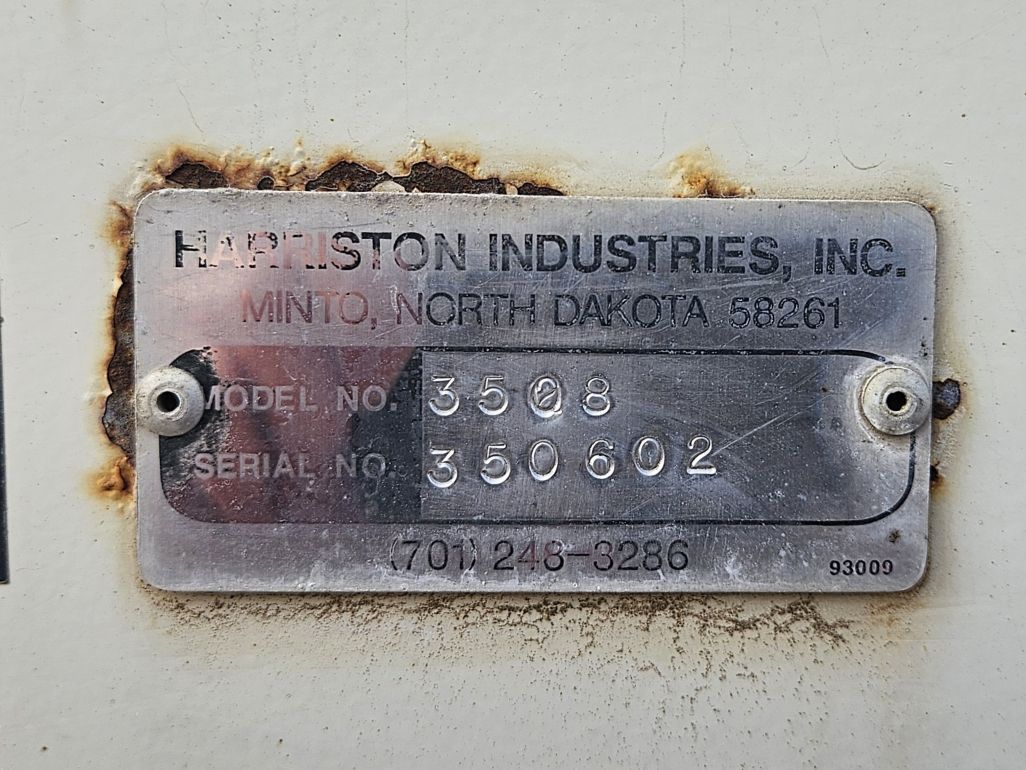 HARRISTON INDUSTRIES, INC.
MINTO, NORTH DAKOTA 58261
MODEL NO. 3508
SERIAL NO. 350602
(701) 248-3286
93009